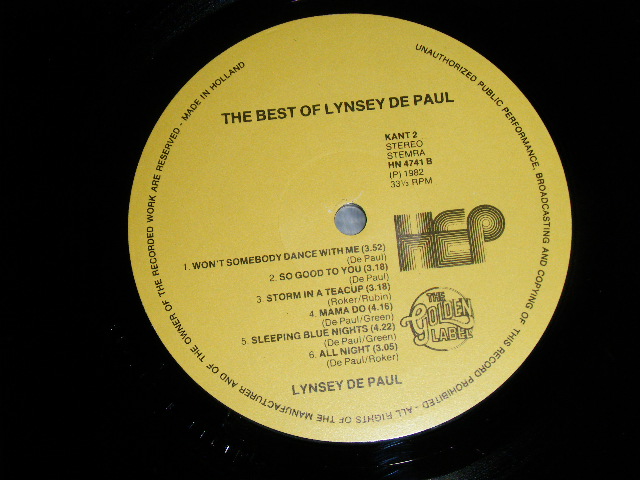 THE BEST OF LYNSEY DE PAUL
KANT 2
STEREO
STEMRA
HN 4741 B
(P) 1982
33⅓ RPM
HEP
1. WON'T SOMEBODY DANCE WITH ME (3.52)
(De Paul)
2. SO GOOD TO YOU (3.18)
(De Paul)
3. STORM IN A TEACUP (3.18)
(Roker/Rubin)
4. MAMA DO (4.16)
(De Paul/Green)
5. SLEEPING BLUE NIGHTS (4.22)
(De Paul/Green)
6. ALL NIGHT (3.05)
(De Paul/Roker)
THE
GOLDEN
LABEL
LYNSEY DE PAUL
UNAUTHORIZED PUBLIC PERFORMANCE, BROADCASTING AND COPYING OF THIS RECORD PROHIBITED - ALL RIGHTS OF THE MANUFACTURER AND OF THE OWNER OF THE RECORDED WORK ARE RESERVED - MADE IN HOLLAND